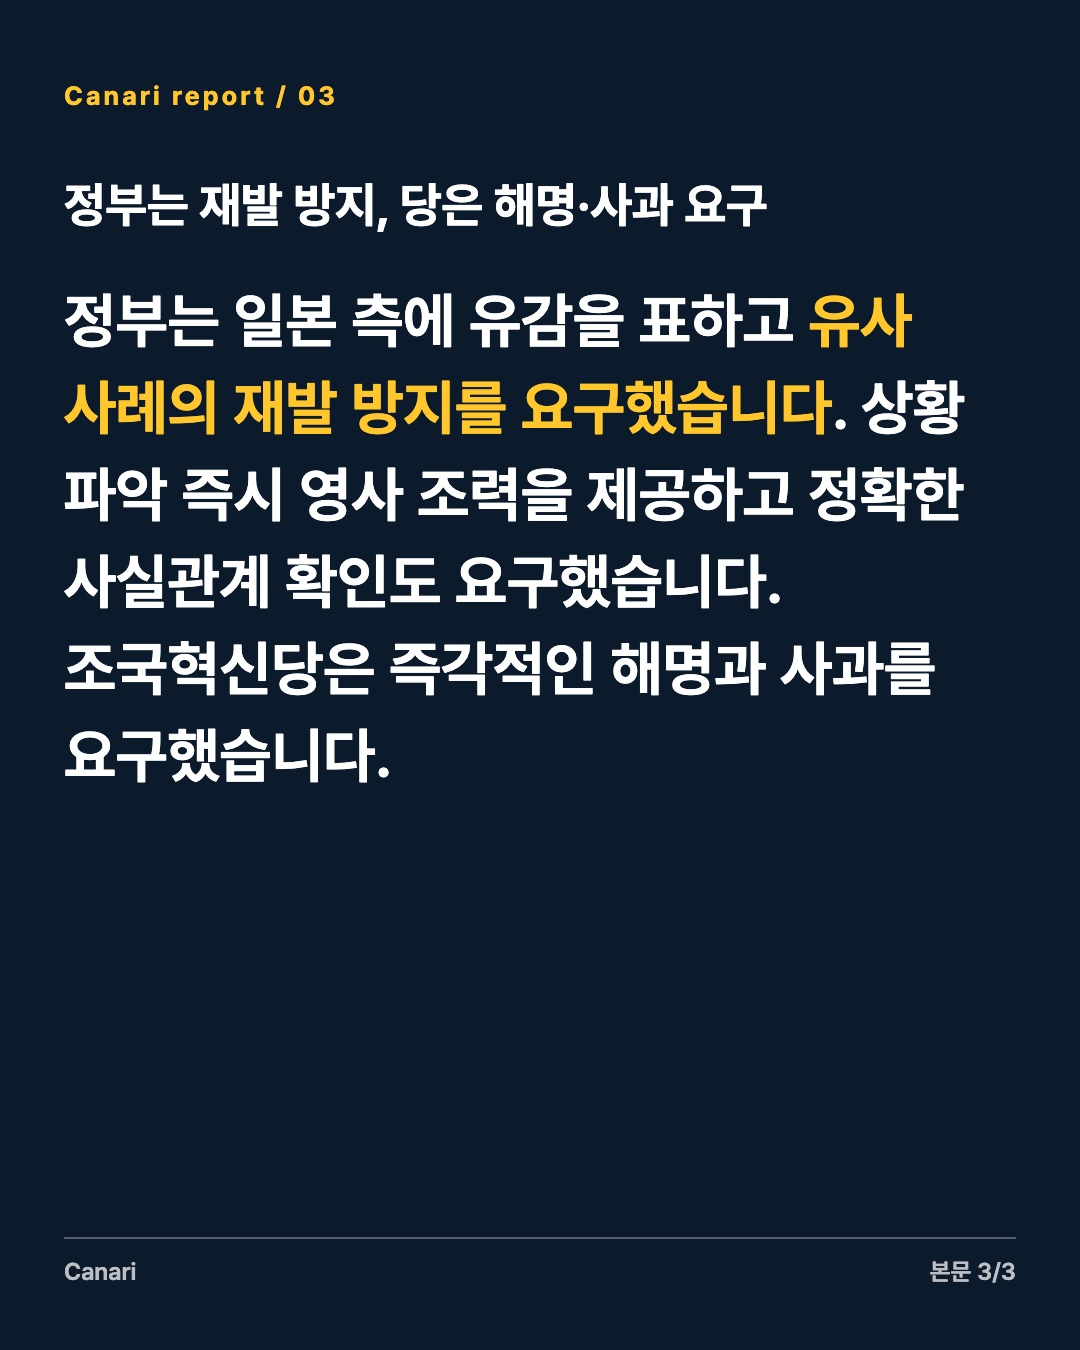 Canari report / 03
정부는 재발 방지, 당은 해명·사과 요구
정부는 일본 측에 유감을 표하고 유사
사례의 재발 방지를 요구했습니다. 상황
파악 즉시 영사 조력을 제공하고 정확한
사실관계 확인도 요구했습니다.
조국혁신당은 즉각적인 해명과 사과를
요구했습니다.
Canari
본문 3/3